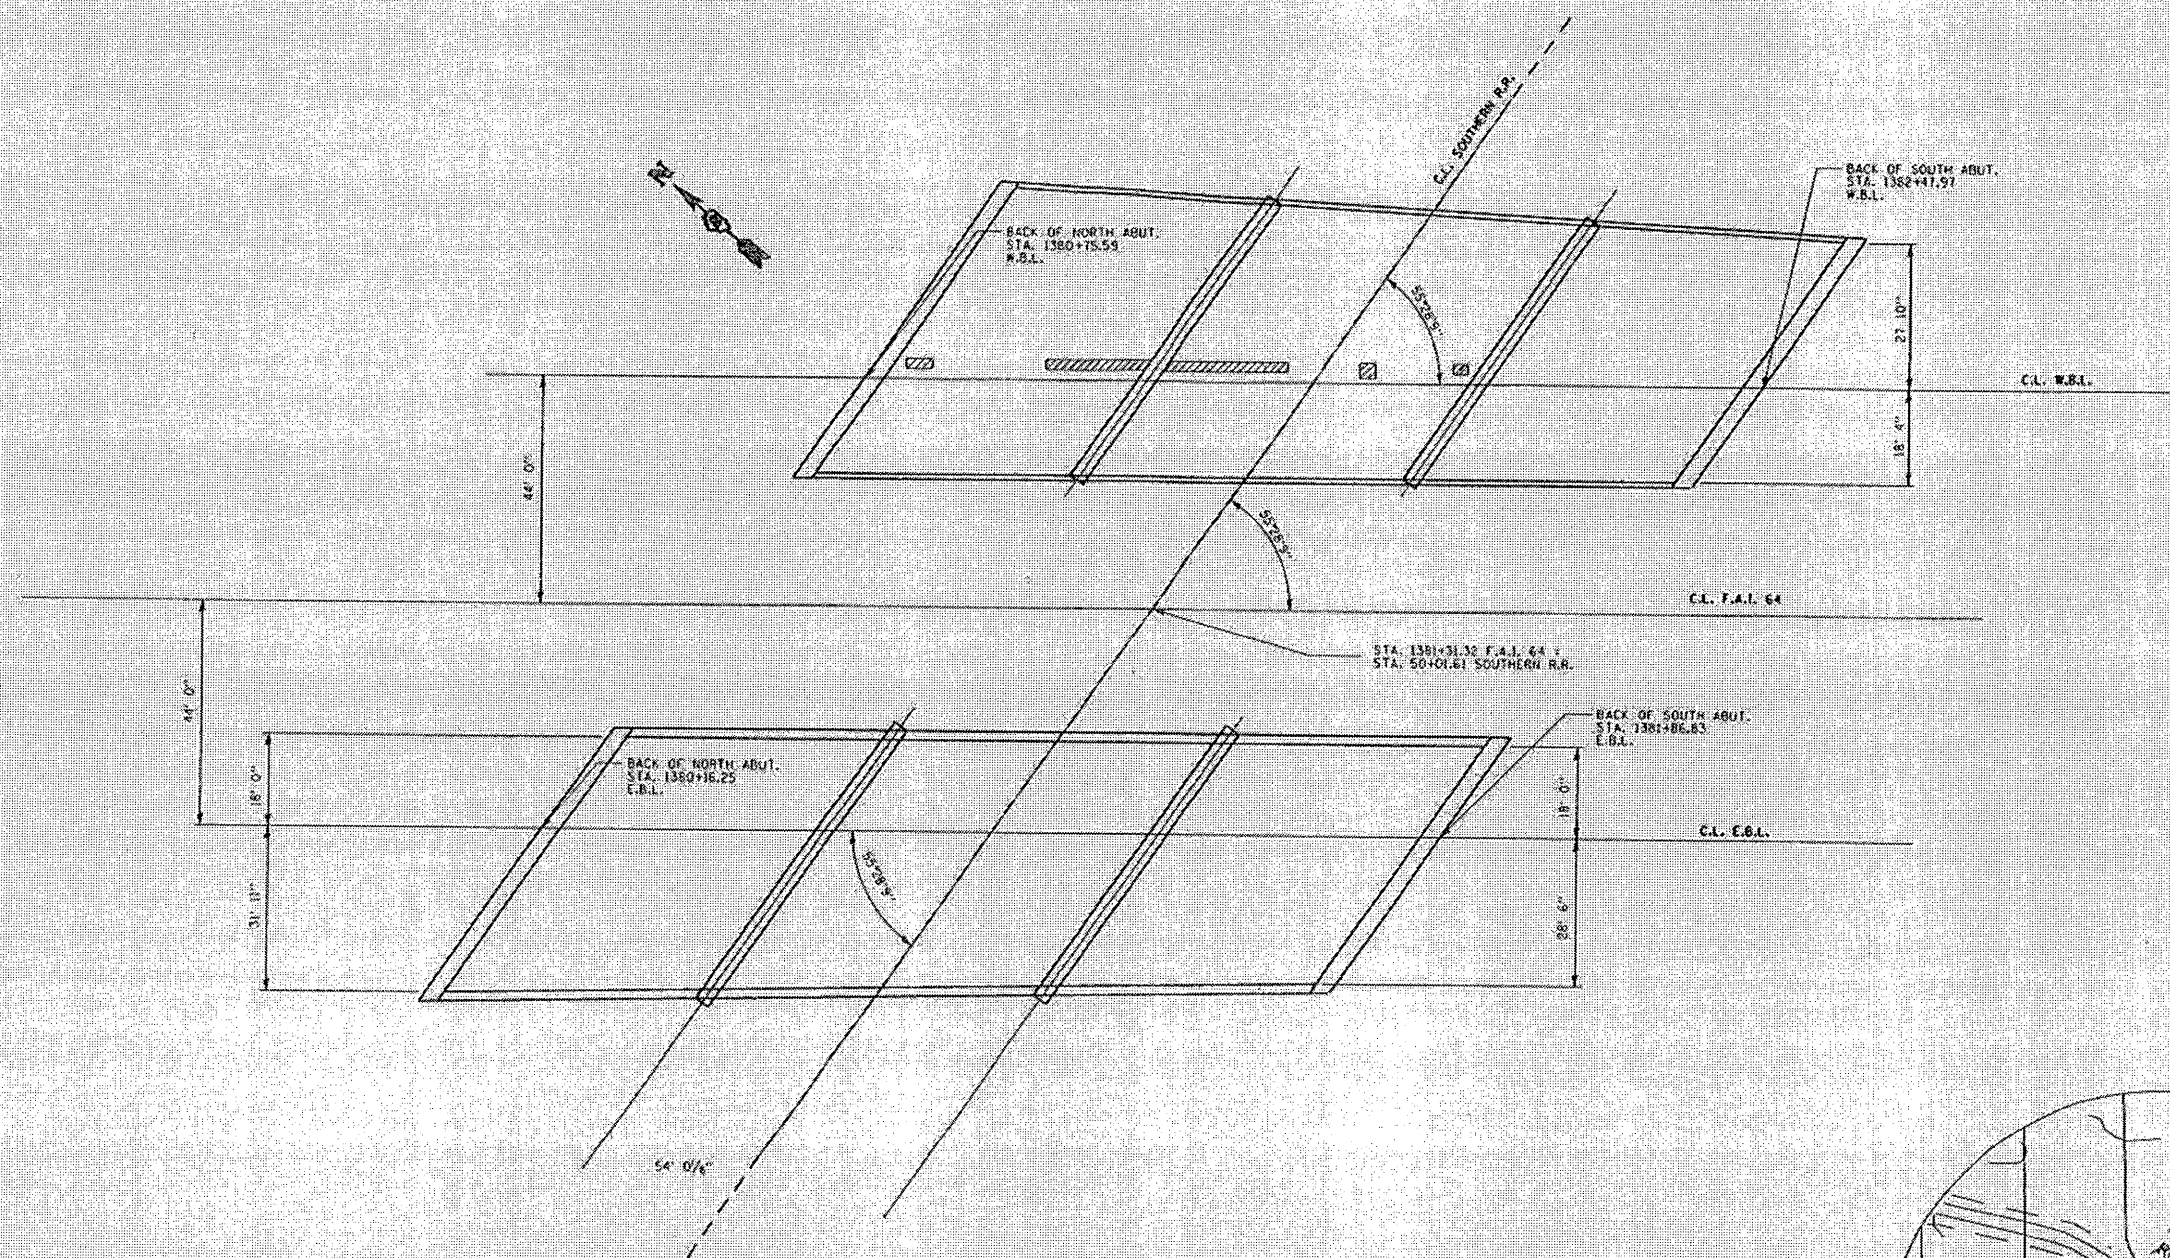 C.L. SOUTHERN R.R.
N
BACK OF SOUTH ABUT.
STA. 1382+47.97
W.B.L.
BACK OF NORTH ABUT.
STA. 1380+75.59
W.B.L.
55°28'9"
27' 10"
C.L. W.B.L.
18' 4"
44' 0"
55°28'9"
C.L. F.A.I. 64
STA. 1381+31.32 F.A.I. 64 =
STA. 50+01.61 SOUTHERN R.R.
44' 0"
BACK OF SOUTH ABUT.
STA. 1381+86.83
E.B.L.
BACK OF NORTH ABUT.
STA. 1380+16.25
E.B.L.
18' 0"
18' 0"
C.L. E.B.L.
55°28'9"
31' 11"
28' 6"
54'